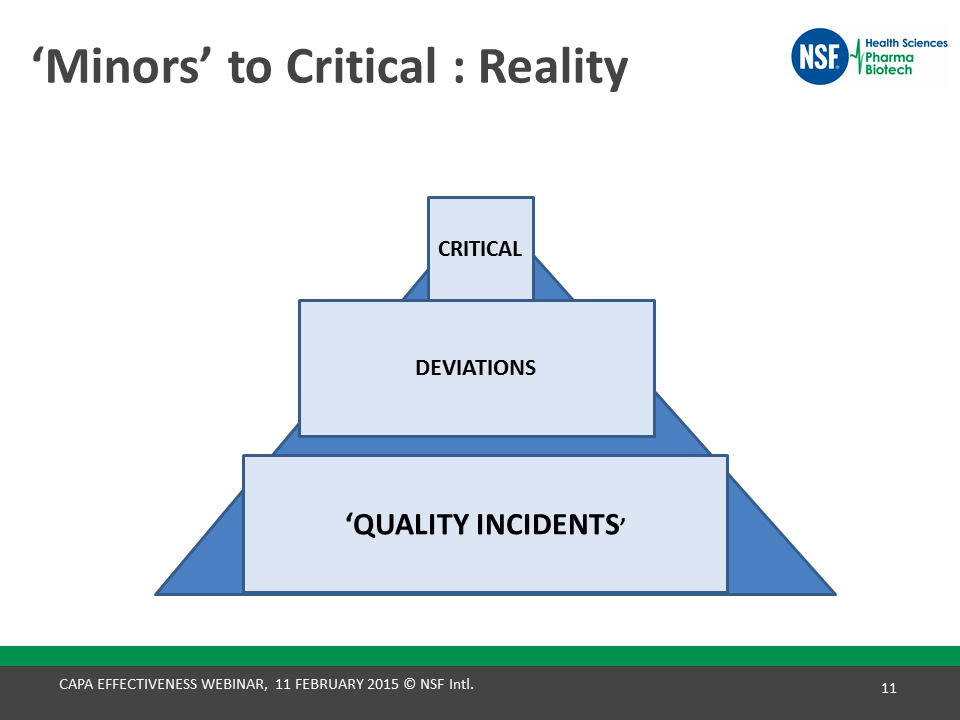 ‘Minors’ to Critical : Reality
NSF
Health Sciences
Pharma
Biotech
CRITICAL
DEVIATIONS
‘QUALITY INCIDENTS’
CAPA EFFECTIVENESS WEBINAR, 11 FEBRUARY 2015 © NSF Intl.
11